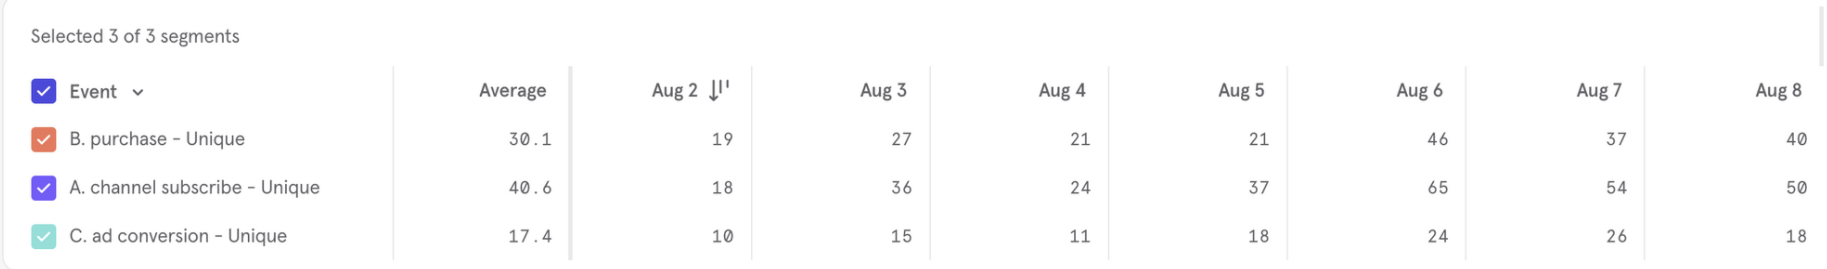 Selected 3 of 3 segments
Event Average Aug 2 Aug 3 Aug 4 Aug 5 Aug 6 Aug 7 Aug 8
B. purchase - Unique 30.1 19 27 21 21 46 37 40
A. channel subscribe - Unique 40.6 18 36 24 37 65 54 50
C. ad conversion - Unique 17.4 10 15 11 18 24 26 18